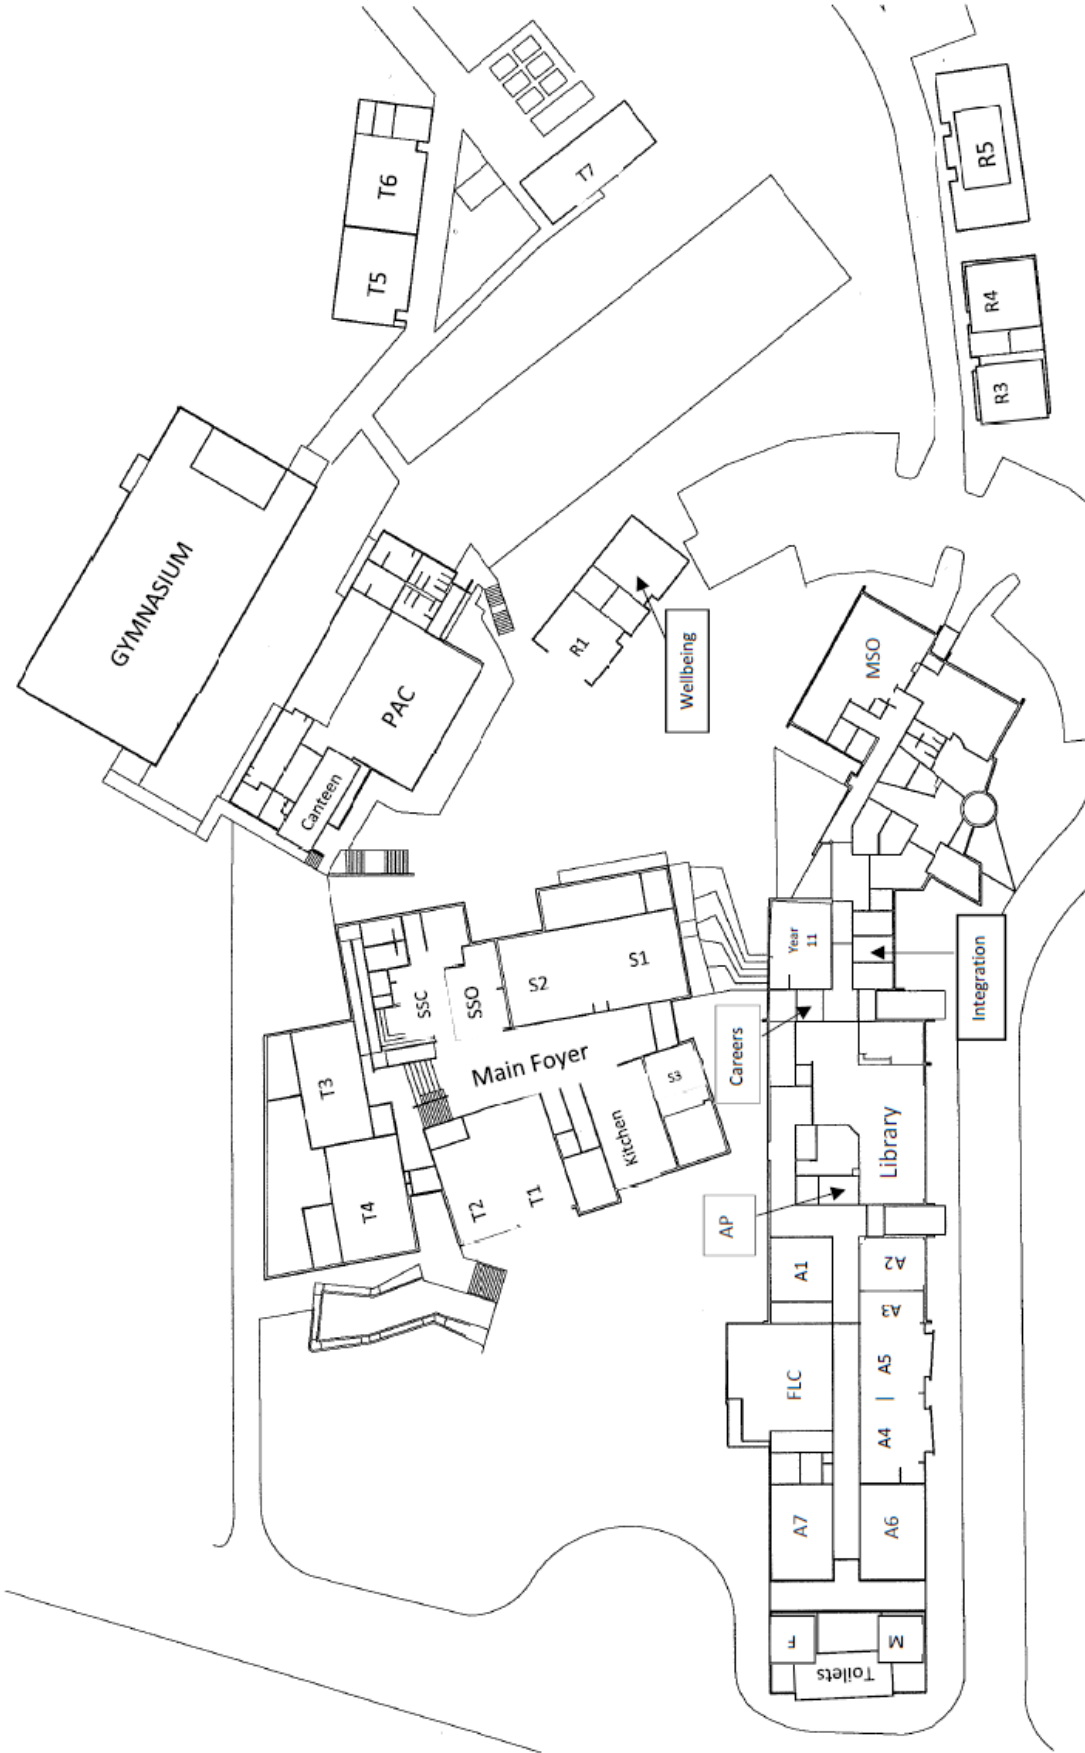 T6
T5
T7
R5
R4
R3
GYMNASIUM
PAC
Canteen
R1
Wellbeing
MSO
SSC
SSO
S2
S1
Year
11
Integration
Careers
Main Foyer
S3
Kitchen
T3
T4
T2
T1
Library
AP
A1
A2
A3
FLC
A5
A4
A7
A6
F
M
Toilets